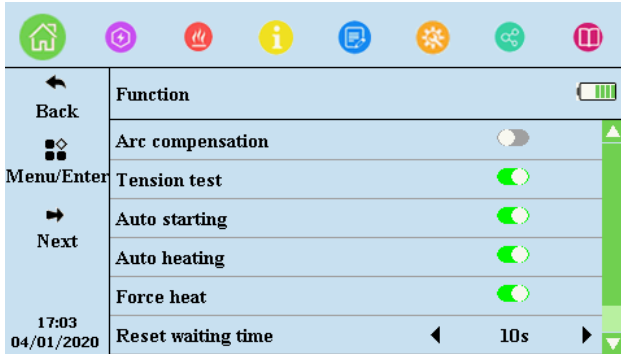 Back
Menu/Enter
Next
17:03
04/01/2020
Function
Arc compensation
Tension test
Auto starting
Auto heating
Force heat
Reset waiting time 10s